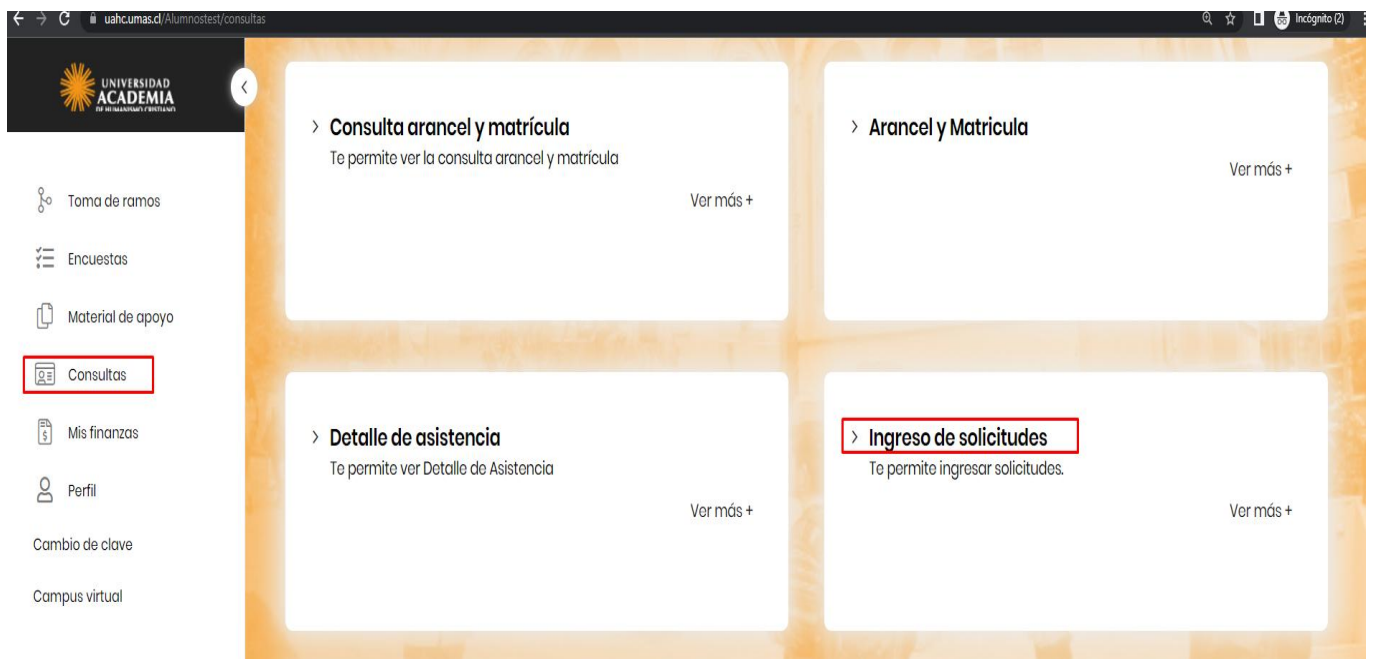 uahc.umas.cl/Alumnostest/consultas
Incógnito (2)
UNIVERSIDAD
ACADEMIA
DE HUMANISMO CRISTIANO
Toma de ramos
Encuestas
Material de apoyo
Consultas
Mis finanzas
Perfil
Cambio de clave
Campus virtual
Consulta arancel y matrícula
Te permite ver la consulta arancel y matrícula
Ver más +
Arancel y Matricula
Ver más +
Detalle de asistencia
Te permite ver Detalle de Asistencia
Ver más +
Ingreso de solicitudes
Te permite ingresar solicitudes.
Ver más +